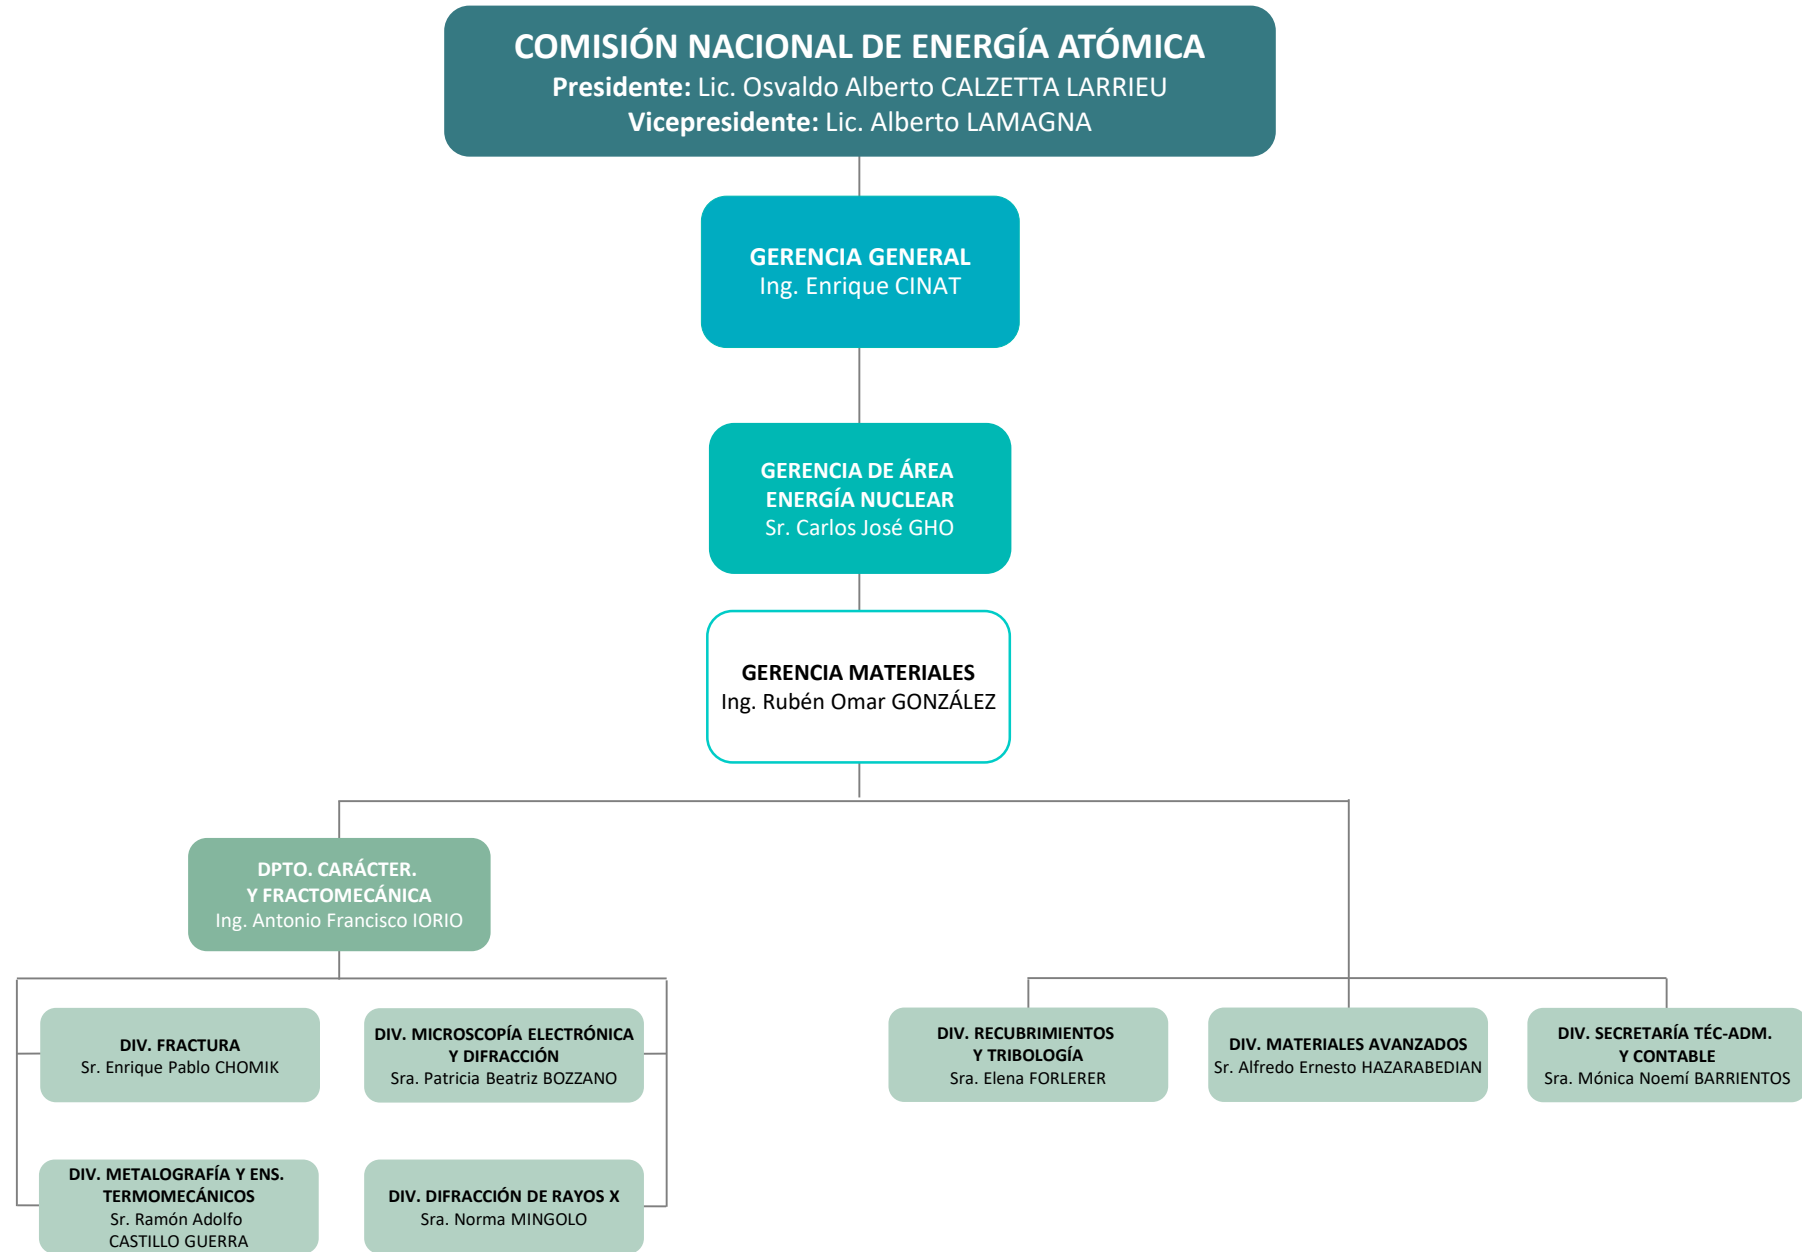 COMISIÓN NACIONAL DE ENERGÍA ATÓMICA
Presidente: Lic. Osvaldo Alberto CALZETTA LARRIEU
Vicepresidente: Lic. Alberto LAMAGNA
GERENCIA GENERAL
Ing. Enrique CINAT
GERENCIA DE ÁREA
ENERGÍA NUCLEAR
Sr. Carlos José GHO
GERENCIA MATERIALES
Ing. Rubén Omar GONZÁLEZ
DPTO. CARÁCTER.
Y FRACTOMECÁNICA
Ing. Antonio Francisco IORIO
DIV. FRACTURA
Sr. Enrique Pablo CHOMIK
DIV. MICROSCOPÍA ELECTRÓNICA
Y DIFRACCIÓN
Sra. Patricia Beatriz BOZZANO
DIV. RECUBRIMIENTOS
Y TRIBOLOGÍA
Sra. Elena FORLERER
DIV. MATERIALES AVANZADOS
Sr. Alfredo Ernesto HAZARABEDIAN
DIV. SECRETARÍA TÉC-ADM.
Y CONTABLE
Sra. Mónica Noemí BARRIENTOS
DIV. METALOGRAFÍA Y ENS.
TERMOMECÁNICOS
Sr. Ramón Adolfo
CASTILLO GUERRA
DIV. DIFRACCIÓN DE RAYOS X
Sra. Norma MINGOLO